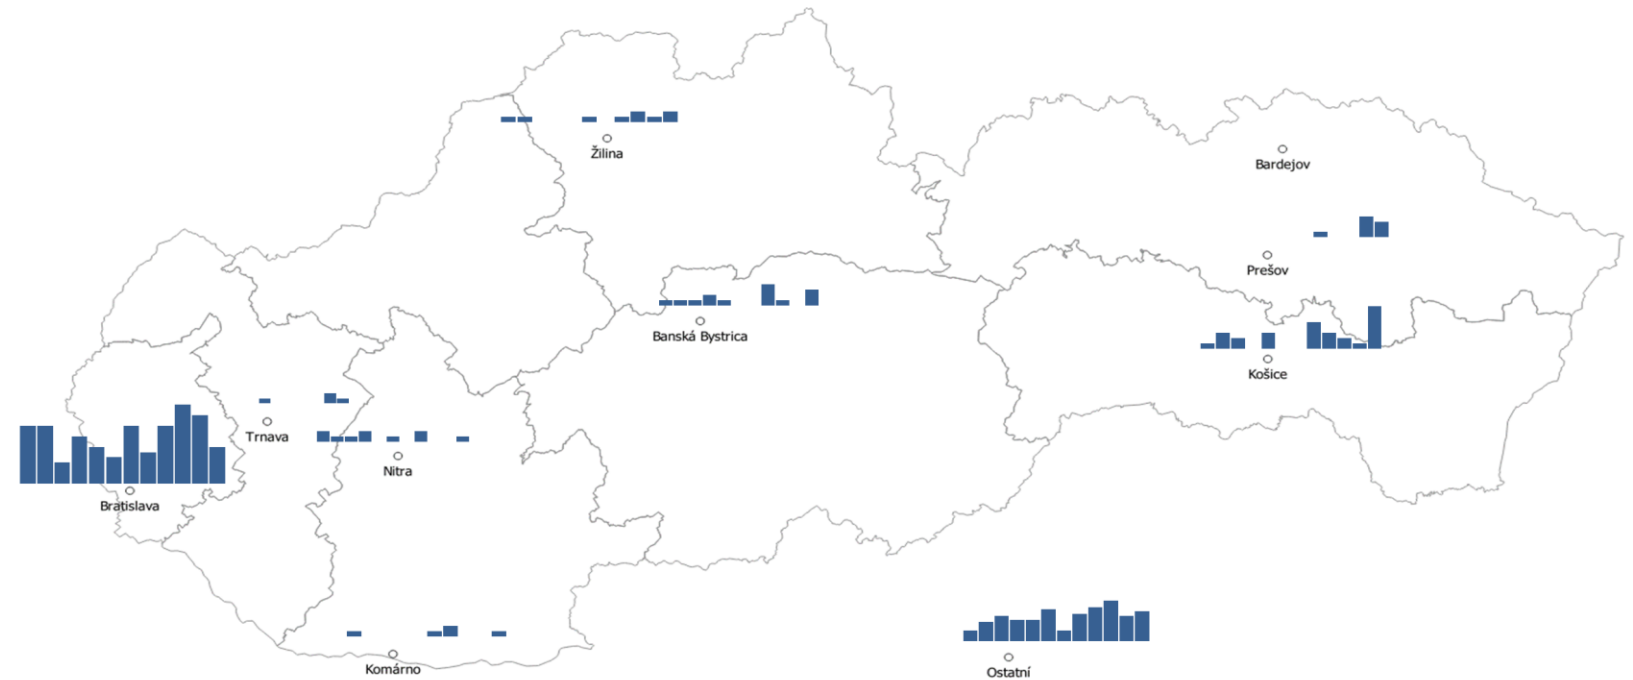 Žilina
Bardejov
Prešov
Banská Bystrica
Košice
Trnava
Nitra
Bratislava
Komárno
Ostatní